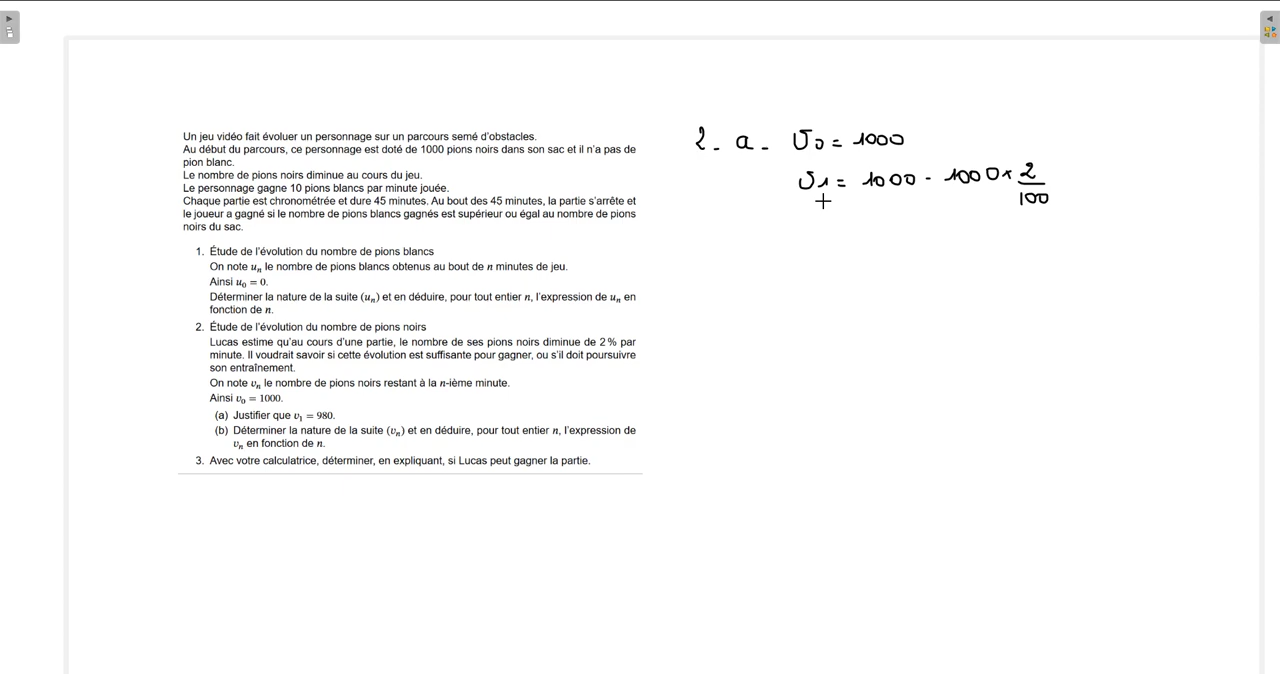 Un jeu vidéo fait évoluer un personnage sur un parcours semé d'obstacles.
Au début du parcours, ce personnage est doté de 1000 pions noirs dans son sac et il n'a pas de
pion blanc.
Le nombre de pions noirs diminue au cours du jeu.
Le personnage gagne 10 pions blancs par minute jouée.
Chaque partie est chronométrée et dure 45 minutes. Au bout des 45 minutes, la partie s'arrête et
le joueur a gagné si le nombre de pions blancs gagnés est supérieur ou égal au nombre de pions
noirs du sac.
1. Étude de l'évolution du nombre de pions blancs
On note uₙ le nombre de pions blancs obtenus au bout de n minutes de jeu.
Ainsi u₀ = 0.
Déterminer la nature de la suite (uₙ) et en déduire, pour tout entier n, l'expression de uₙ en
fonction de n.
2. Étude de l'évolution du nombre de pions noirs
Lucas estime qu'au cours d'une partie, le nombre de ses pions noirs diminue de 2 % par
minute. Il voudrait savoir si cette évolution est suffisante pour gagner, ou s'il doit poursuivre
son entraînement.
On note vₙ le nombre de pions noirs restant à la n-ième minute.
Ainsi v₀ = 1000.
(a) Justifier que v₁ = 980.
(b) Déterminer la nature de la suite (vₙ) et en déduire, pour tout entier n, l'expression de
vₙ en fonction de n.
3. Avec votre calculatrice, déterminer, en expliquant, si Lucas peut gagner la partie.
2 - a - v₀ = 1000
v₁ = 1000 - 1000 × 2/100